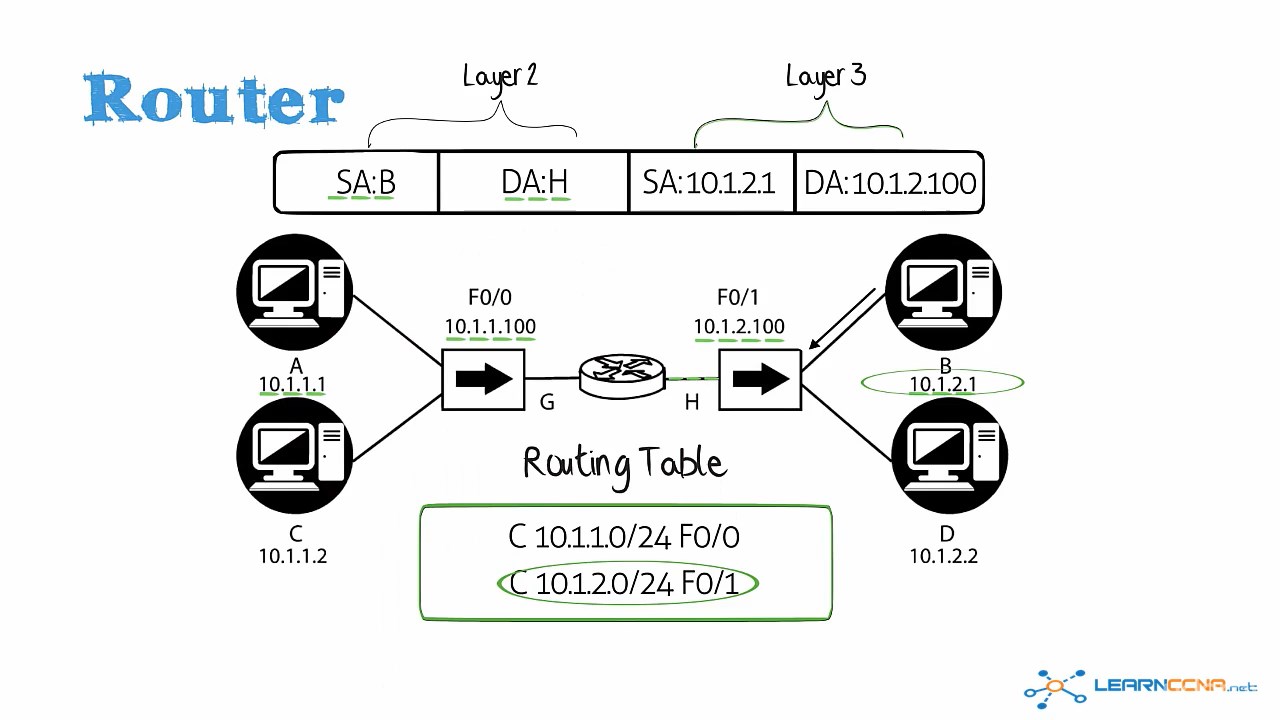 Router
Layer 2
Layer 3
SA:B
DA:H
SA:10.1.2.1
DA:10.1.2.100
F0/0
10.1.1.100
F0/1
10.1.2.100
A
10.1.1.1
B
10.1.2.1
G
H
Routing Table
C 10.1.1.0/24 F0/0
C 10.1.2.0/24 F0/1
C
10.1.1.2
D
10.1.2.2
LEARNCCNA.net